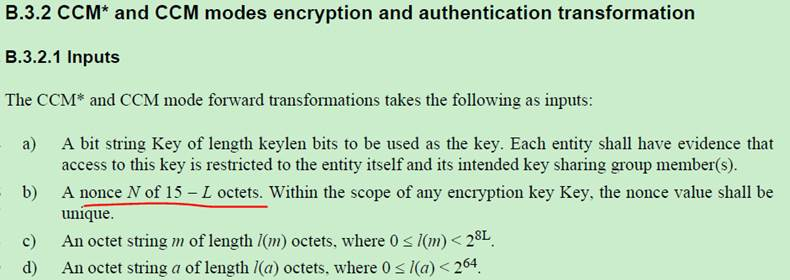 B.3.2 CCM* and CCM modes encryption and authentication transformation
B.3.2.1 Inputs
The CCM* and CCM mode forward transformations takes the following as inputs:
a) A bit string Key of length keylen bits to be used as the key. Each entity shall have evidence that
access to this key is restricted to the entity itself and its intended key sharing group member(s).
b) A nonce N of 15 – L octets. Within the scope of any encryption key Key, the nonce value shall be
unique.
c) An octet string m of length l(m) octets, where 0 ≤ l(m) < 2^8L.
d) An octet string a of length l(a) octets, where 0 ≤ l(a) < 2^64.